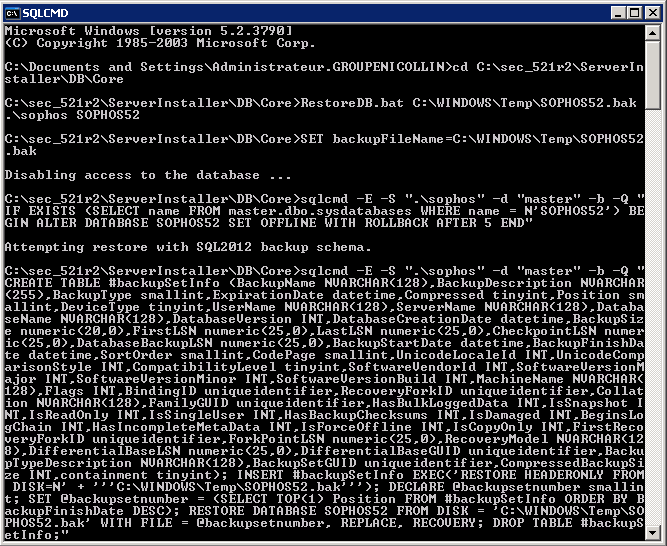 SQLCMD
Microsoft Windows [version 5.2.3790]
(C) Copyright 1985-2003 Microsoft Corp.
C:\Documents and Settings\Administrateur.GROUPENICOLLIN>cd C:\sec_521r2\ServerIn
staller\DB\Core
C:\sec_521r2\ServerInstaller\DB\Core>RestoreDB.bat C:\WINDOWS\Temp\SOPHOS52.bak
.\sophos SOPHOS52
C:\sec_521r2\ServerInstaller\DB\Core>SET backupFileName=C:\WINDOWS\Temp\SOPHOS52
.bak
Disabling access to the database ...
C:\sec_521r2\ServerInstaller\DB\Core>sqlcmd -E -S ".\sophos" -d "master" -b -Q "
IF EXISTS (SELECT name FROM master.dbo.sysdatabases WHERE name = N'SOPHOS52') BE
GIN ALTER DATABASE SOPHOS52 SET OFFLINE WITH ROLLBACK AFTER 5 END"
Attempting restore with SQL2012 backup schema.
C:\sec_521r2\ServerInstaller\DB\Core>sqlcmd -E -S ".\sophos" -d "master" -b -Q "
CREATE TABLE #backupSetInfo (BackupName NVARCHAR(128),BackupDescription NVARCHAR
(255),BackupType smallint,ExpirationDate datetime,Compressed tinyint,Position sm
allint,DeviceType tinyint,UserName NVARCHAR(128),ServerName NVARCHAR(128),Databa
seName NVARCHAR(128),DatabaseVersion INT,DatabaseCreationDate datetime,BackupSiz
e numeric(20,0),FirstLSN numeric(25,0),LastLSN numeric(25,0),CheckpointLSN numer
ic(25,0),DatabaseBackupLSN numeric(25,0),BackupStartDate datetime,BackupFinishDa
te datetime,SortOrder smallint,CodePage smallint,UnicodeLocaleId INT,UnicodeComp
arisonStyle INT,CompatibilityLevel tinyint,SoftwareVendorId INT,SoftwareVersionM
ajor INT,SoftwareVersionMinor INT,SoftwareVersionBuild INT,MachineName NVARCHAR(
128),Flags INT,BindingID uniqueidentifier,RecoveryForkID uniqueidentifier,Collat
ion NVARCHAR(128),FamilyGUID uniqueidentifier,HasBulkLoggedData INT,IsSnapshot I
NT,IsReadOnly INT,IsSingleUser INT,HasBackupChecksums INT,IsDamaged INT,BeginsLo
gChain INT,HasIncompleteMetaData INT,IsForceOffline INT,IsCopyOnly INT,FirstReco
veryForkID uniqueidentifier,ForkPointLSN numeric(25,0),RecoveryModel NVARCHAR(12
8),DifferentialBaseLSN numeric(25,0),DifferentialBaseGUID uniqueidentifier,Backu
pTypeDescription NVARCHAR(128),BackupSetGUID uniqueidentifier,CompressedBackupSi
ze INT,containment tinyint); INSERT #backupSetInfo EXEC('RESTORE HEADERONLY FROM
 DISK=N' + '''C:\WINDOWS\Temp\SOPHOS52.bak'''); DECLARE @backupsetnumber smallin
t; SET @backupsetnumber = (SELECT TOP(1) Position FROM #backupSetInfo ORDER BY B
ackupFinishDate DESC); RESTORE DATABASE SOPHOS52 FROM DISK = 'C:\WINDOWS\Temp\SO
PHOS52.bak' WITH FILE = @backupsetnumber, REPLACE, RECOVERY; DROP TABLE #backupS
etInfo;"